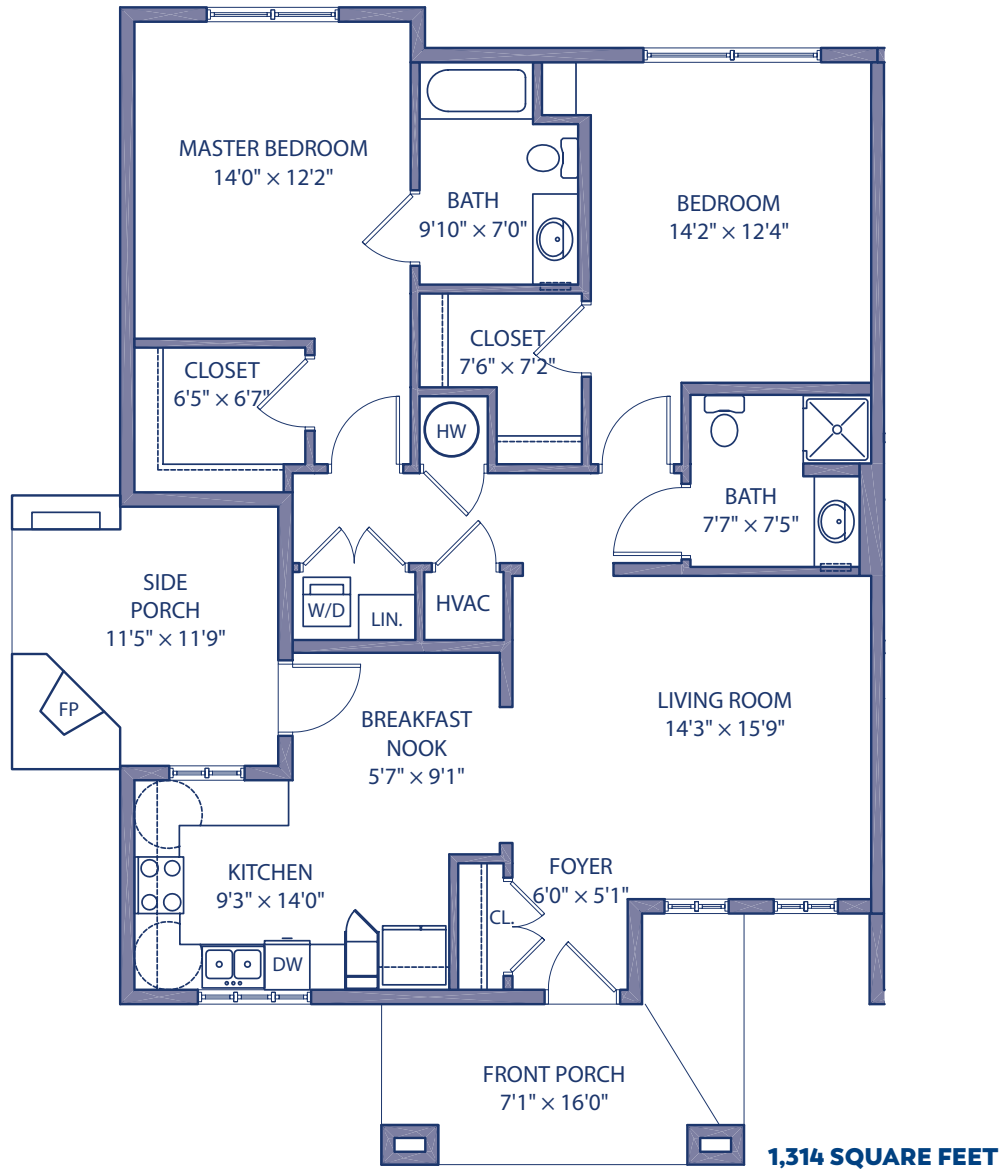 MASTER BEDROOM
14'0" × 12'2"
BATH
9'10" × 7'0"
BEDROOM
14'2" × 12'4"
CLOSET
7'6" × 7'2"
CLOSET
6'5" × 6'7"
HW
BATH
7'7" × 7'5"
SIDE
PORCH
11'5" × 11'9"
W/D
LIN.
HVAC
FP
BREAKFAST
NOOK
5'7" × 9'1"
LIVING ROOM
14'3" × 15'9"
KITCHEN
9'3" × 14'0"
FOYER
6'0" × 5'1"
CL.
DW
FRONT PORCH
7'1" × 16'0"
1,314 SQUARE FEET